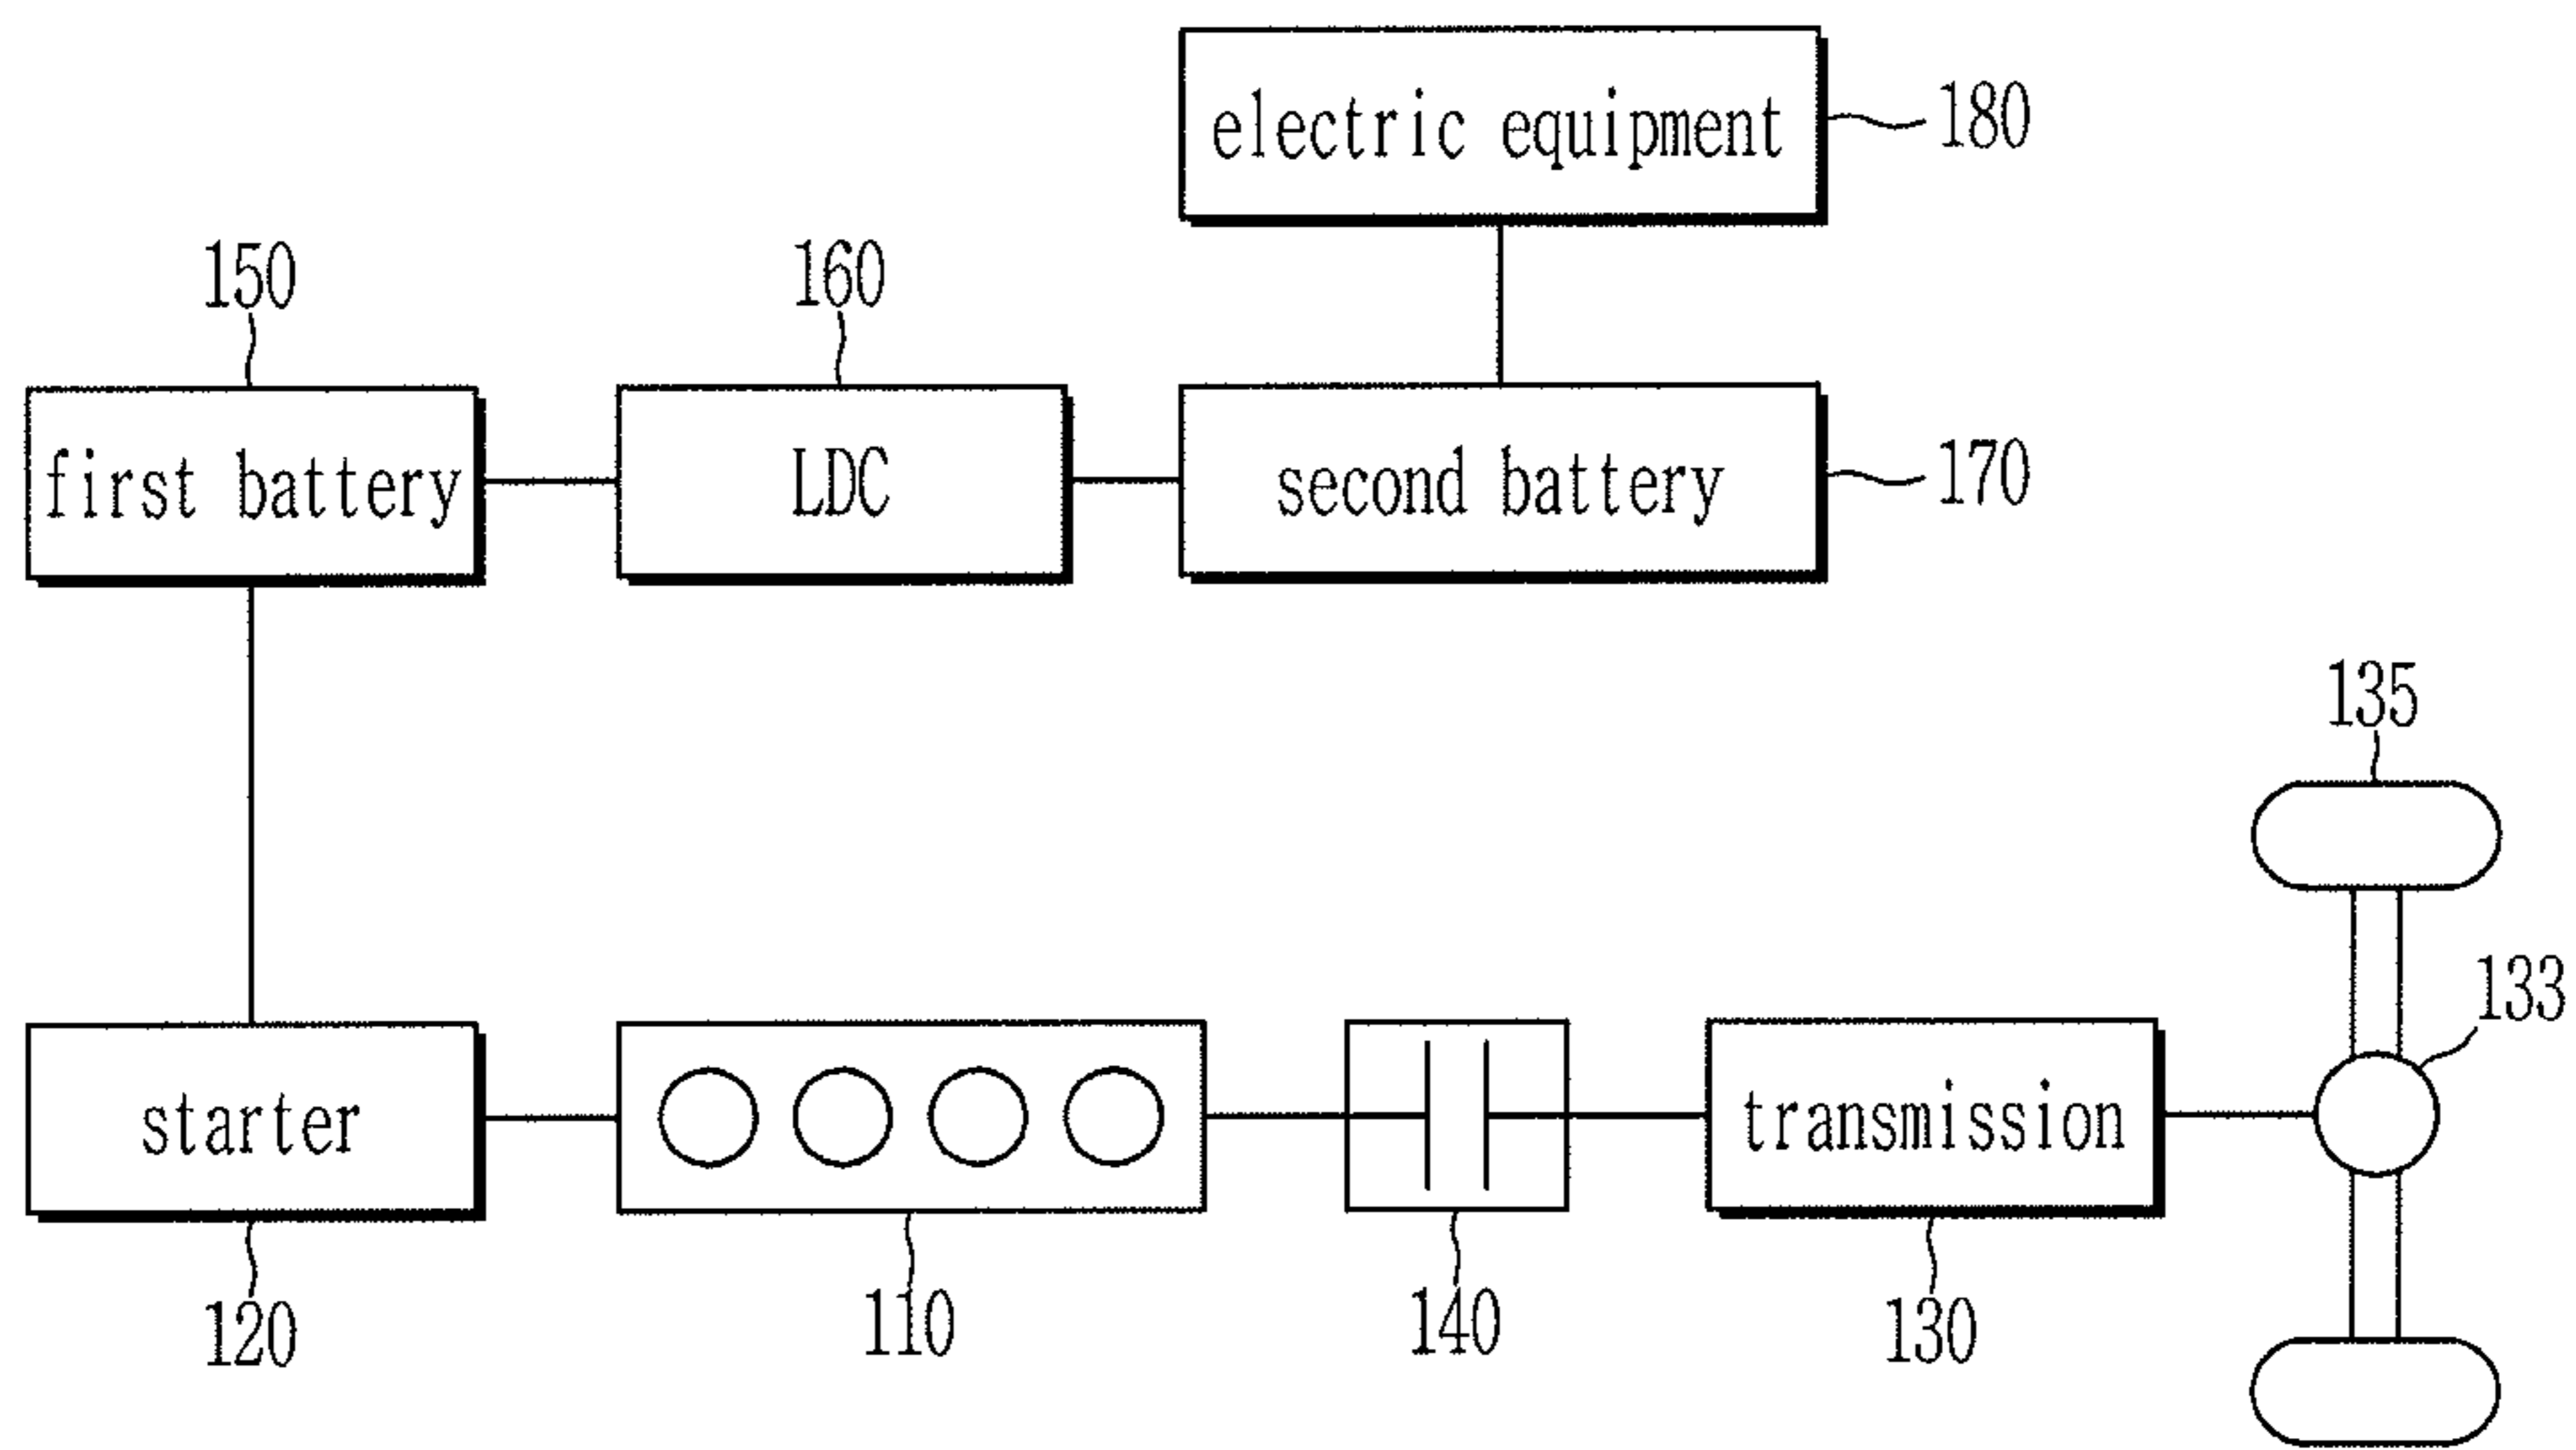 electric equipment
180
150
160
first battery
LDC
second battery
170
135
133
starter
transmission
120
110
140
130